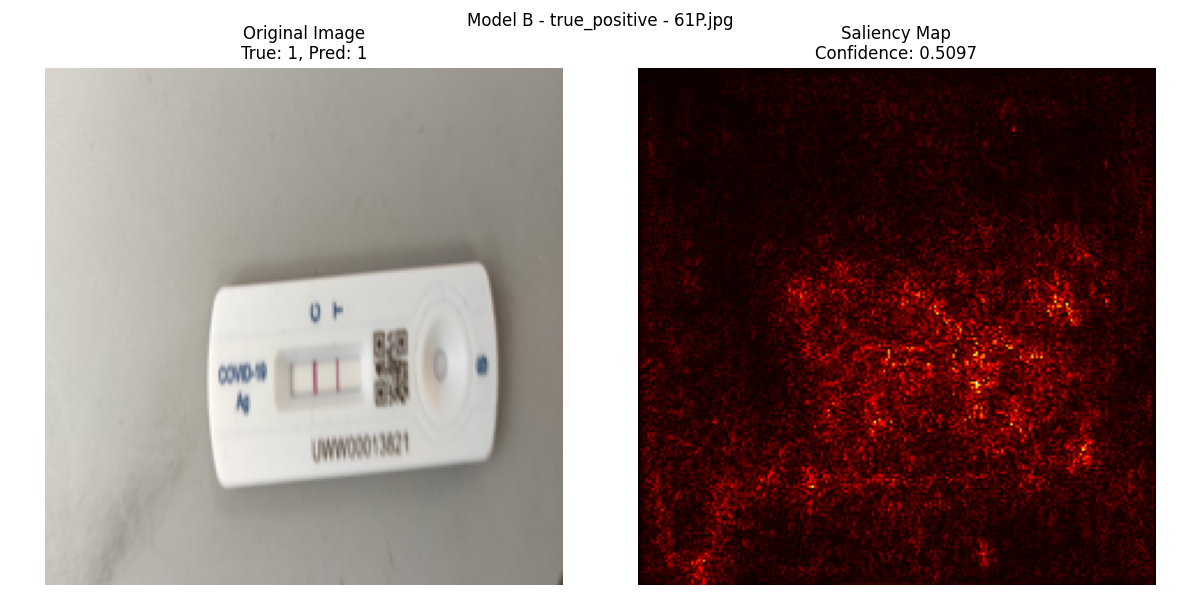 Model B - true_positive - 61P.jpg
Original Image
True: 1, Pred: 1
Saliency Map
Confidence: 0.5097
C
T
COVID-19
Ag
S
UWW00013821